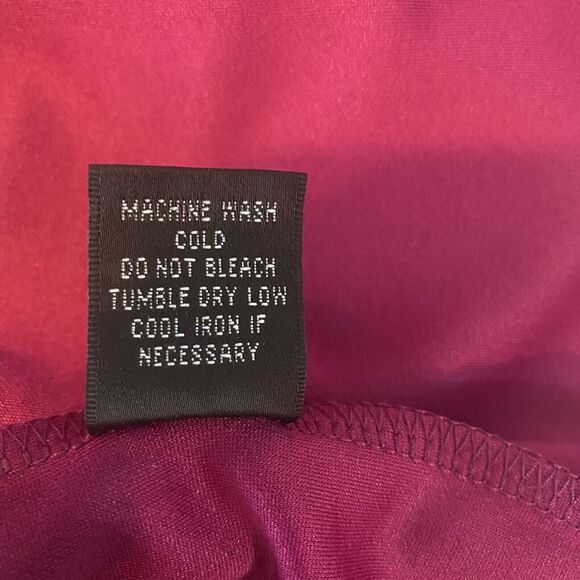 MACHINE WASH
COLD
DO NOT BLEACH
TUMBLE DRY LOW
COOL IRON IF
NECESSARY